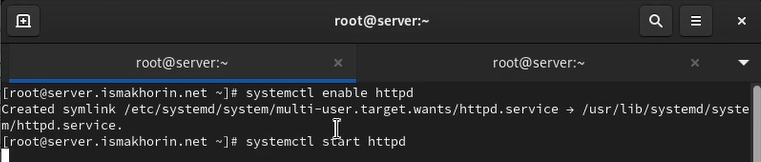 root@server:~
root@server:~ ×
root@server:~ ×
[root@server.ismakhorin.net ~]# systemctl enable httpd
Created symlink /etc/systemd/system/multi-user.target.wants/httpd.service → /usr/lib/systemd/syste
m/httpd.service.
[root@server.ismakhorin.net ~]# systemctl start httpd